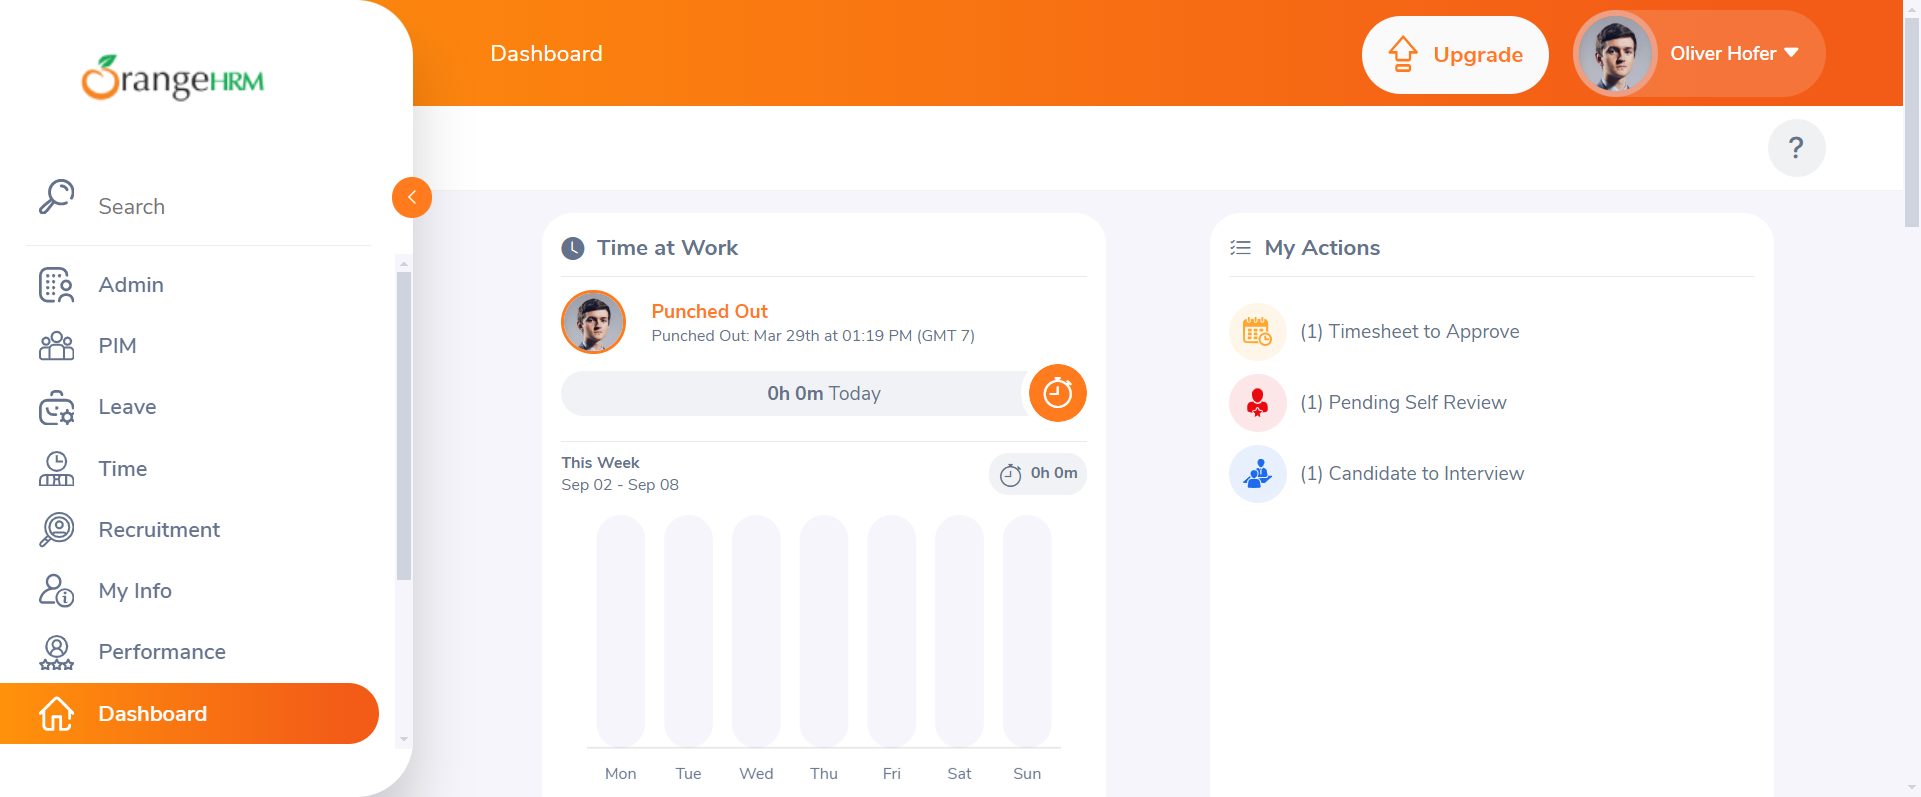 OrangeHRM
Search
Admin
PIM
Leave
Time
Recruitment
My Info
Performance
Dashboard
Dashboard
Upgrade
Oliver Hofer
?
Time at Work
Punched Out
Punched Out: Mar 29th at 01:19 PM (GMT 7)
0h 0m Today
This Week
Sep 02 - Sep 08
0h 0m
Mon Tue Wed Thu Fri Sat Sun
My Actions
(1) Timesheet to Approve
(1) Pending Self Review
(1) Candidate to Interview